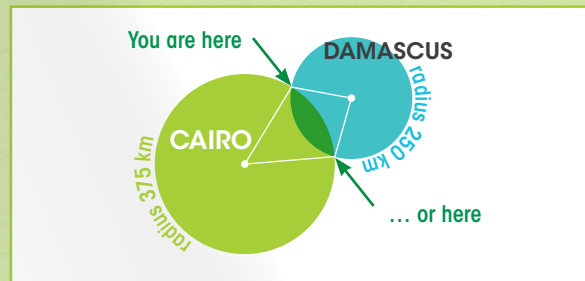 You are here
DAMASCUS
radius 250 km
CAIRO
radius 375 km
… or here